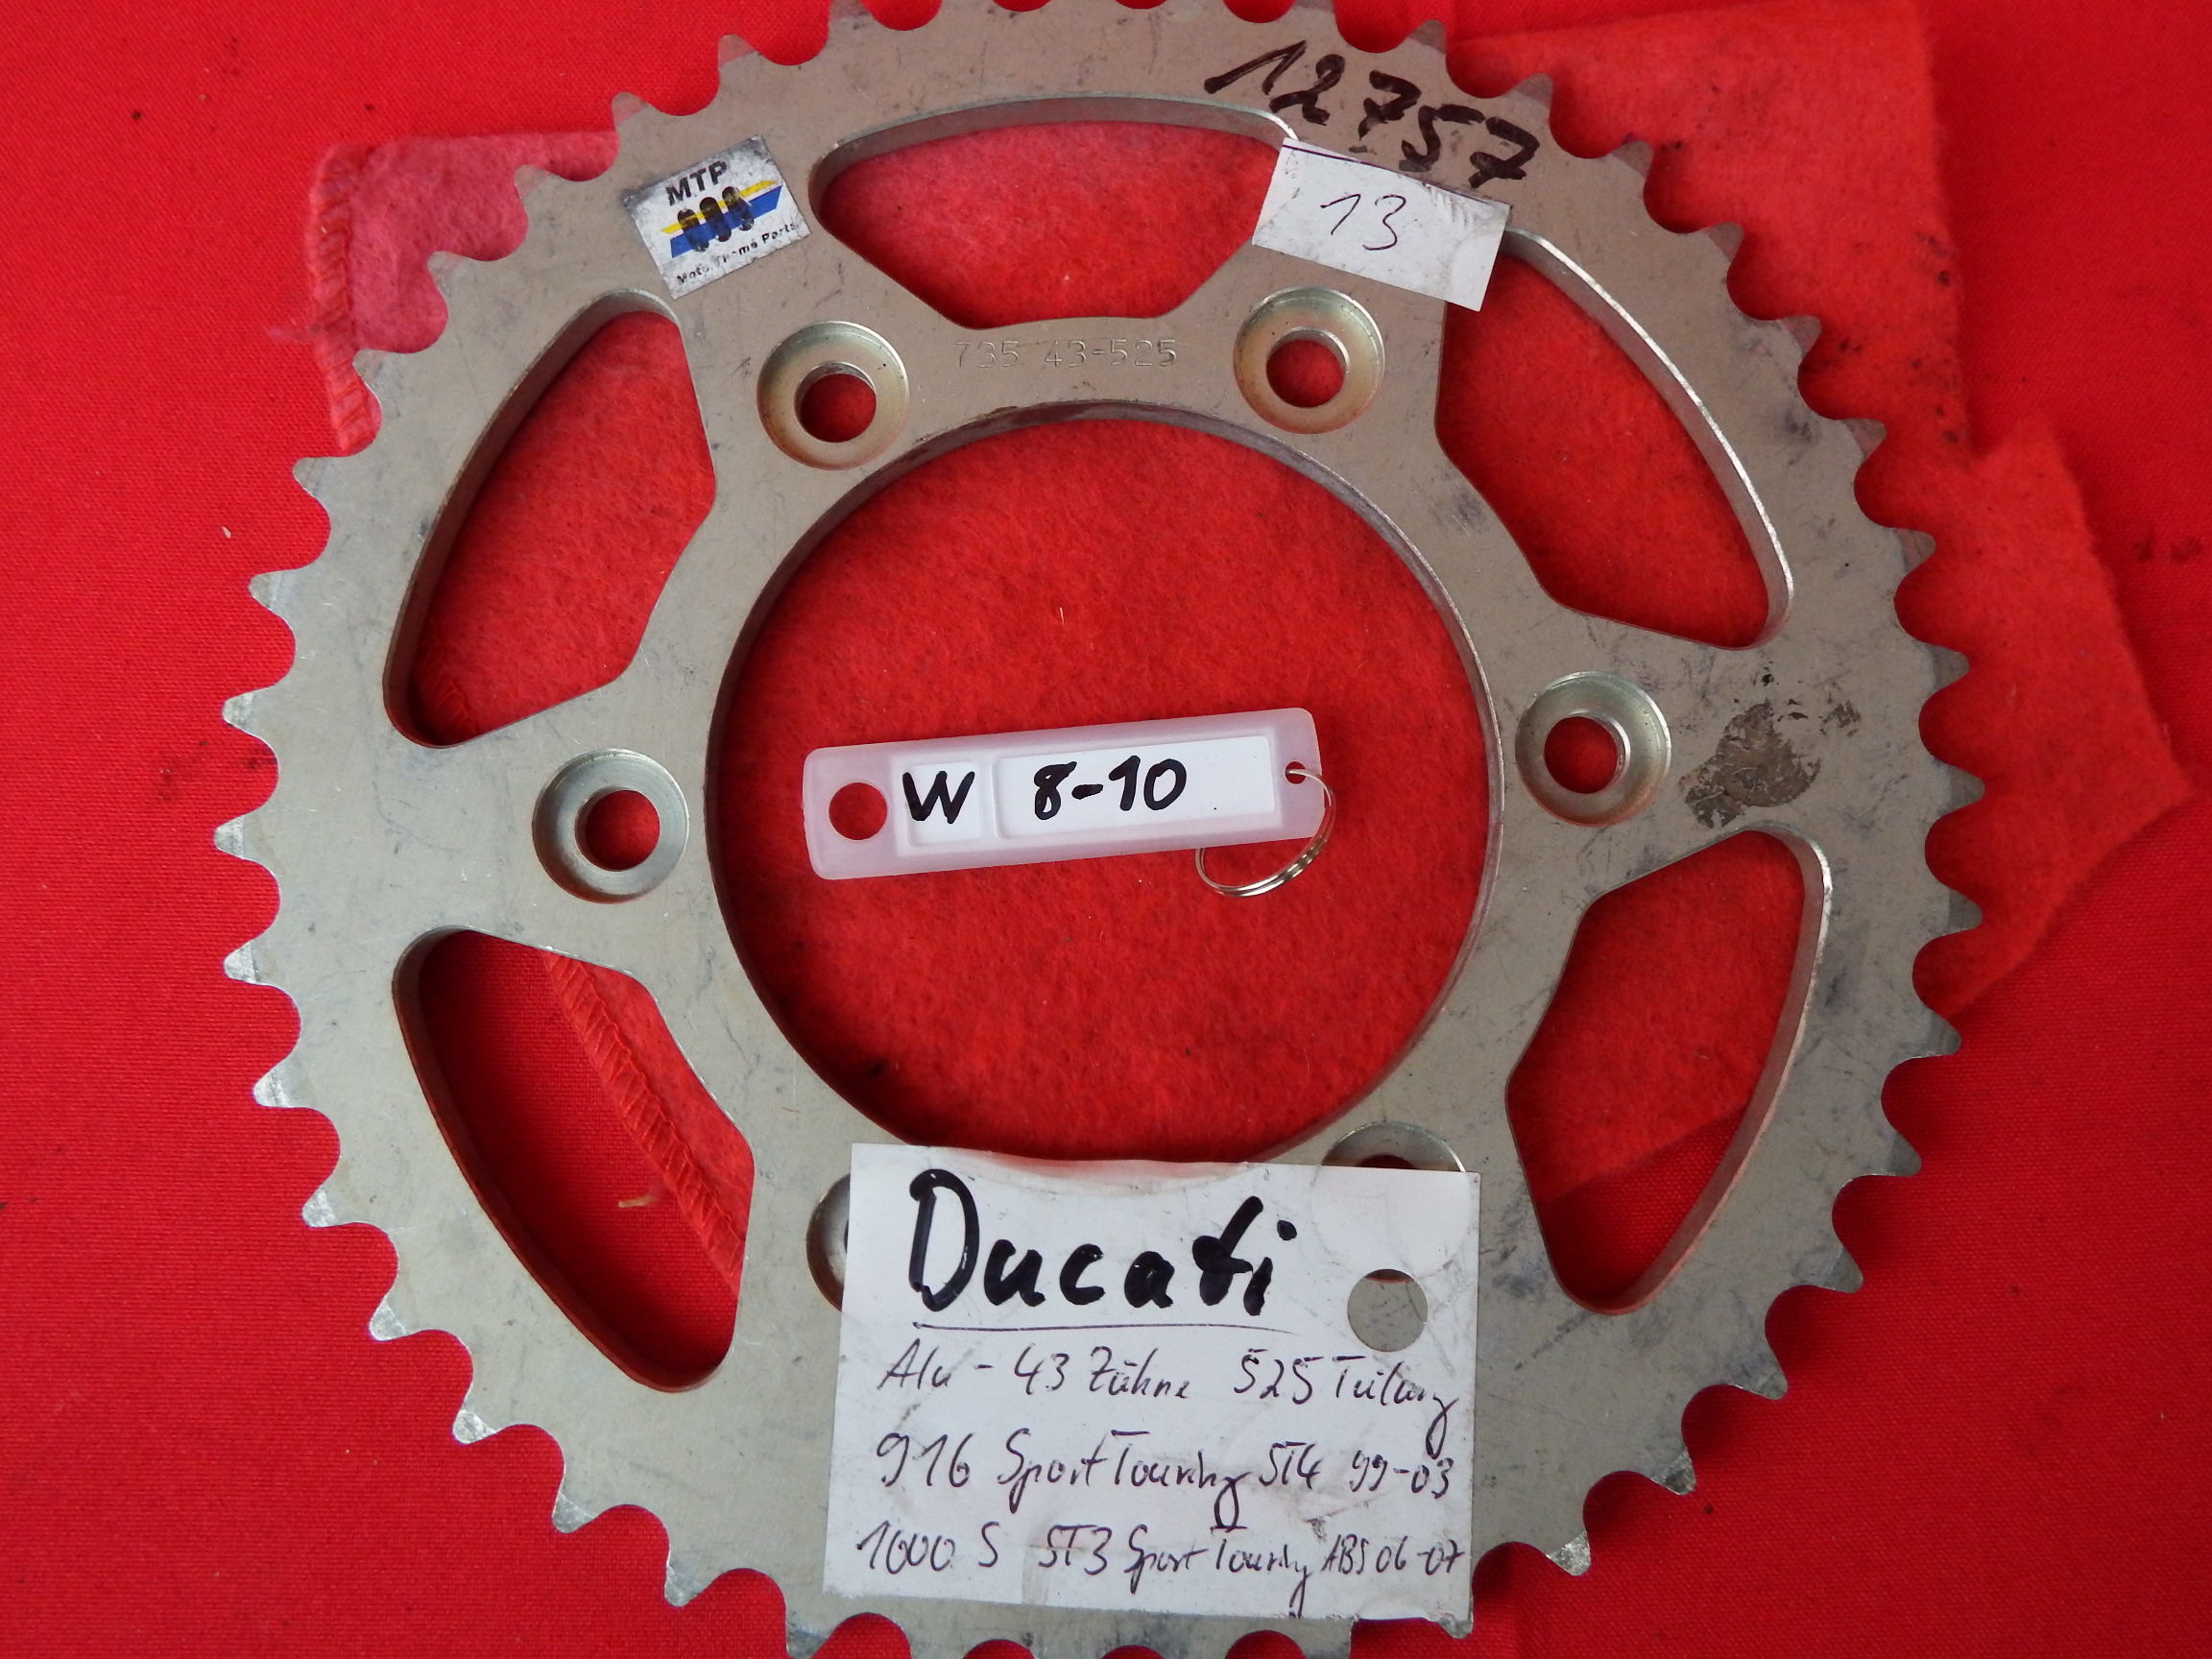 12757
MTP
Moto Theme Parts
13
735 43-525
W 8-10
Ducati
Alu - 43 Zähne 525 Teilung
916 Sport Touring ST4 99-03
1000 S ST3 Sport Touring ABS 06-07